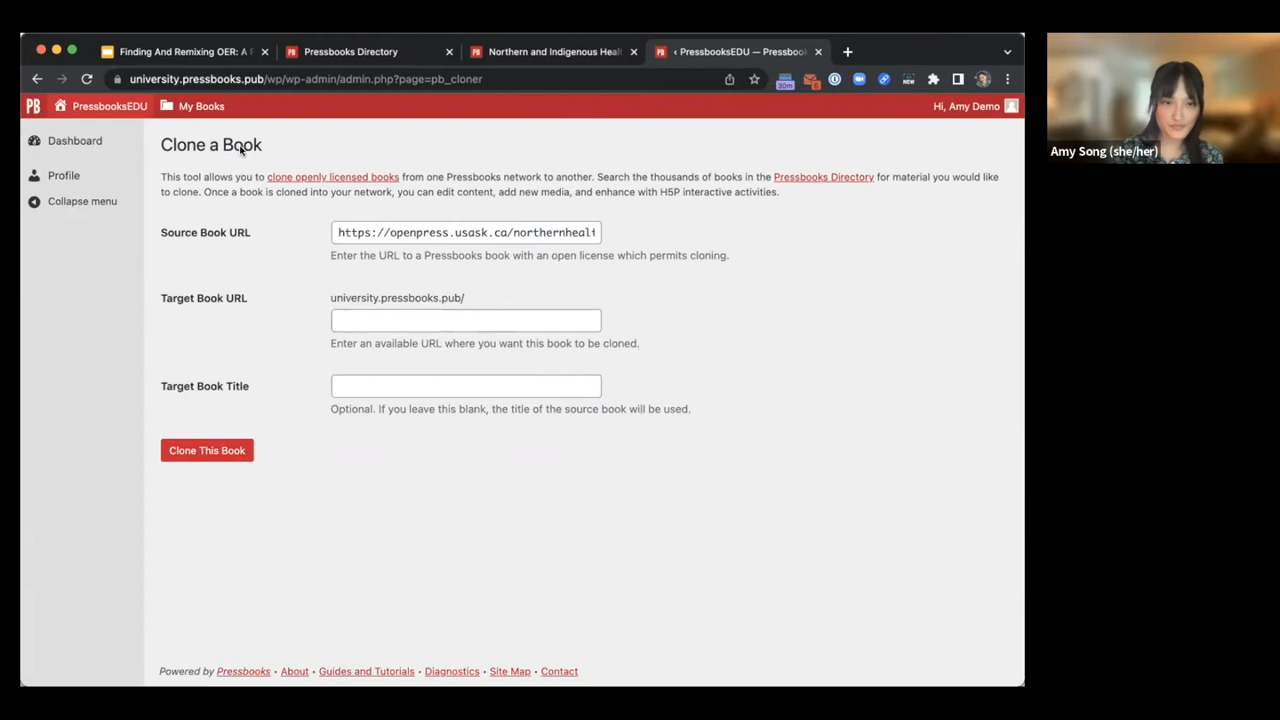 Finding And Remixing OER: A P
Pressbooks Directory
Northern and Indigenous Heal
‹ PressbooksEDU — Pressbook
university.pressbooks.pub/wp/wp-admin/admin.php?page=pb_cloner
30m
6
NEW
PB
PressbooksEDU
My Books
Hi, Amy Demo
Dashboard
Profile
Collapse menu
Clone a Book
This tool allows you to clone openly licensed books from one Pressbooks network to another. Search the thousands of books in the Pressbooks Directory for material you would like
to clone. Once a book is cloned into your network, you can edit content, add new media, and enhance with H5P interactive activities.
Source Book URL
https://openpress.usask.ca/northernhealt
Enter the URL to a Pressbooks book with an open license which permits cloning.
Target Book URL
university.pressbooks.pub/
Enter an available URL where you want this book to be cloned.
Target Book Title
Optional. If you leave this blank, the title of the source book will be used.
Clone This Book
Powered by Pressbooks • About • Guides and Tutorials • Diagnostics • Site Map • Contact
Amy Song (she/her)